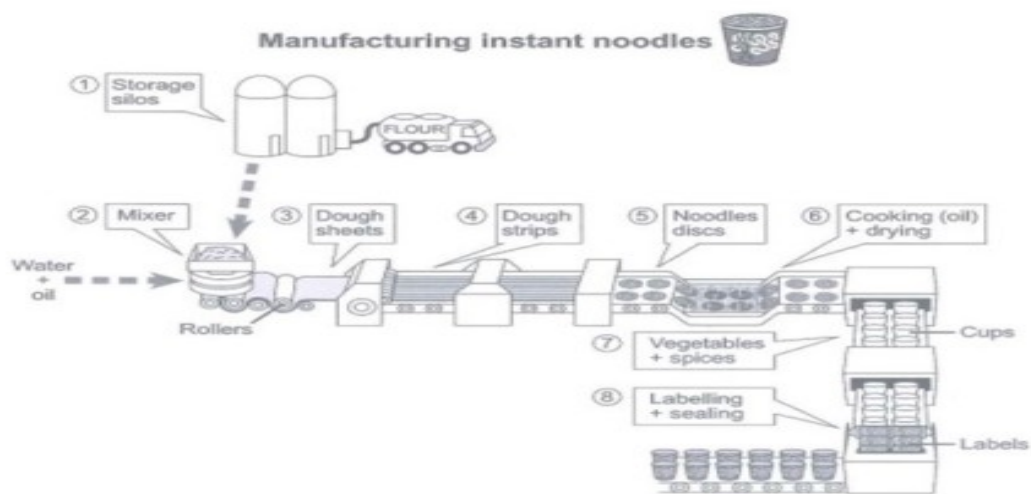 Manufacturing instant noodles
① Storage
silos
FLOUR
② Mixer
③ Dough
sheets
④ Dough
strips
⑤ Noodles
discs
⑥ Cooking (oil)
+ drying
Water
+
oil
Rollers
⑦ Vegetables
+ spices
Cups
⑧ Labelling
+ sealing
Labels